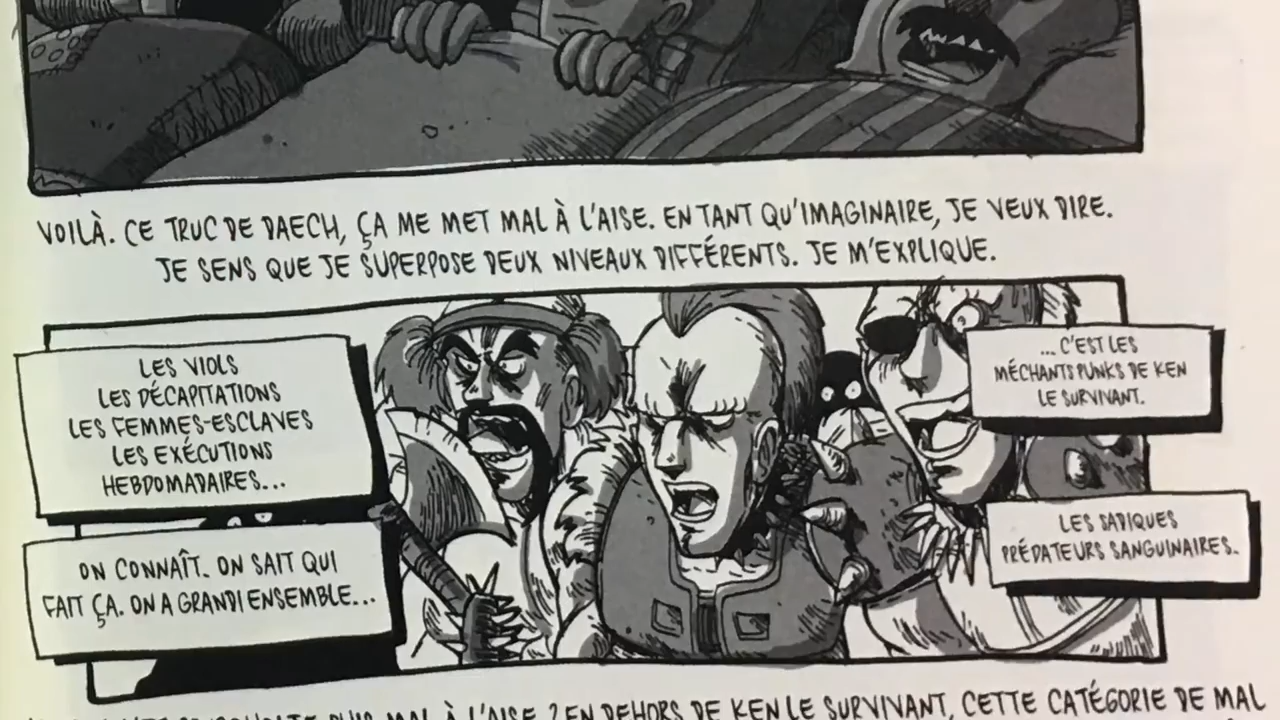 VOILÀ. CE TRUC DE DAECH, ÇA ME MET MAL À L'AISE. EN TANT QU'IMAGINAIRE, JE VEUX DIRE.
JE SENS QUE JE SUPERPOSE DEUX NIVEAUX DIFFÉRENTS. JE M'EXPLIQUE.
LES VIOLS
LES DÉCAPITATIONS
LES FEMMES-ESCLAVES
LES EXÉCUTIONS
HEBDOMADAIRES...
ON CONNAÎT. ON SAIT QUI
FAIT ÇA. ON A GRANDI ENSEMBLE...
... C'EST LES
MÉCHANTS PUNKS DE KEN
LE SURVIVANT.
LES SADIQUES
PRÉDATEURS SANGUINAIRES.
MAL À L'AISE ? EN DEHORS DE KEN LE SURVIVANT, CETTE CATÉGORIE DE MAL